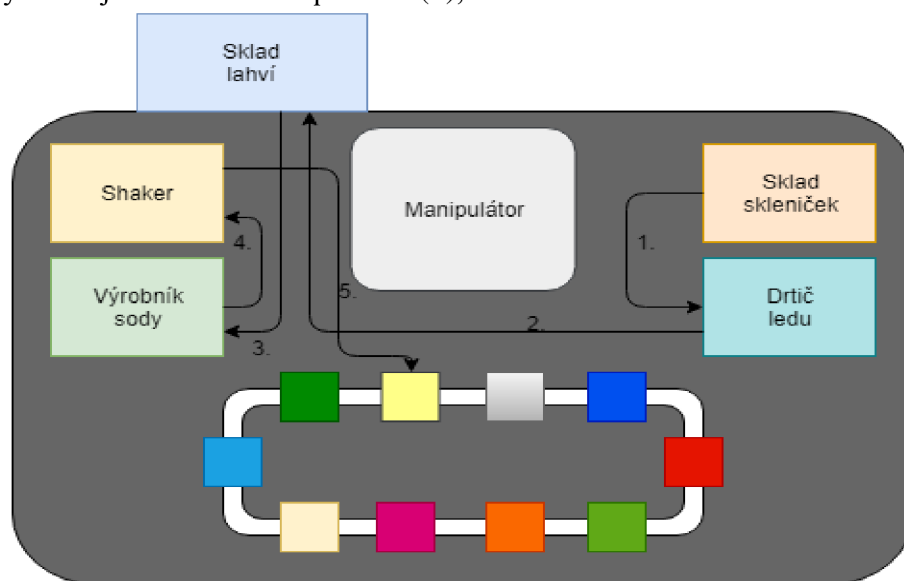 Sklad
lahví
Shaker
Manipulátor
Sklad
skleniček
4.
1.
Výrobník
sody
5.
Drtič
ledu
3.
2.